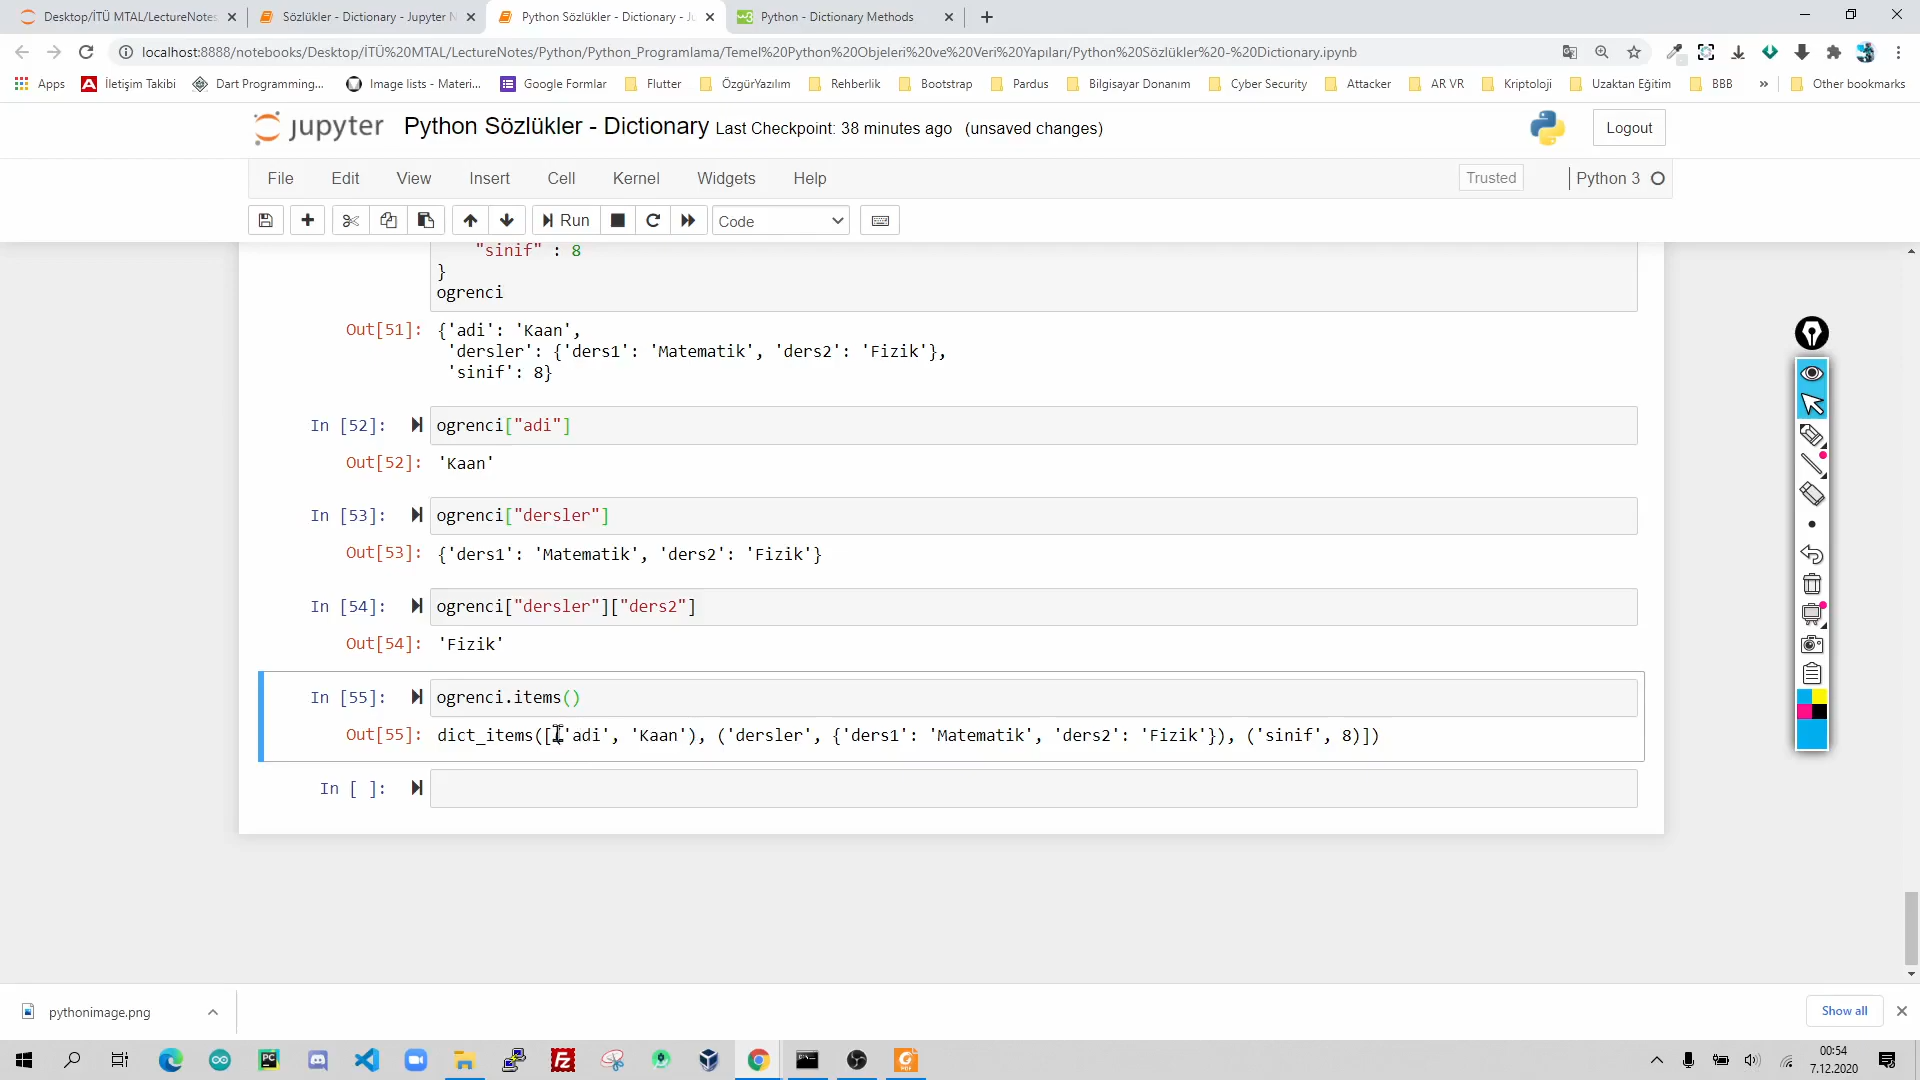 Desktop/İTÜ MTAL/LectureNotes
Sözlükler - Dictionary - Jupyter N
Python Sözlükler - Dictionary - Ju
Python - Dictionary Methods
localhost:8888/notebooks/Desktop/İTÜ%20MTAL/LectureNotes/Python/Python_Programlama/Temel%20Python%20Objeleri%20ve%20Veri%20Yapıları/Python%20Sözlükler%20-%20Dictionary.ipynb
Apps
İletişim Takibi
Dart Programming...
Image lists - Materi...
Google Formlar
Flutter
ÖzgürYazılım
Rehberlik
Bootstrap
Pardus
Bilgisayar Donanım
Cyber Security
Attacker
AR VR
Kriptoloji
Uzaktan Eğitim
BBB
»
Other bookmarks
jupyter Python Sözlükler - Dictionary Last Checkpoint: 38 minutes ago (unsaved changes)
Logout
File Edit View Insert Cell Kernel Widgets Help
Trusted
Python 3
Run
Code
"sinif" : 8
}
ogrenci
Out[51]: {'adi': 'Kaan',
'dersler': {'ders1': 'Matematik', 'ders2': 'Fizik'},
'sinif': 8}
In [52]: ogrenci["adi"]
Out[52]: 'Kaan'
In [53]: ogrenci["dersler"]
Out[53]: {'ders1': 'Matematik', 'ders2': 'Fizik'}
In [54]: ogrenci["dersler"]["ders2"]
Out[54]: 'Fizik'
In [55]: ogrenci.items()
Out[55]: dict_items([('adi', 'Kaan'), ('dersler', {'ders1': 'Matematik', 'ders2': 'Fizik'}), ('sinif', 8)])
In [ ]:
pythonimage.png
Show all
00:54
7.12.2020